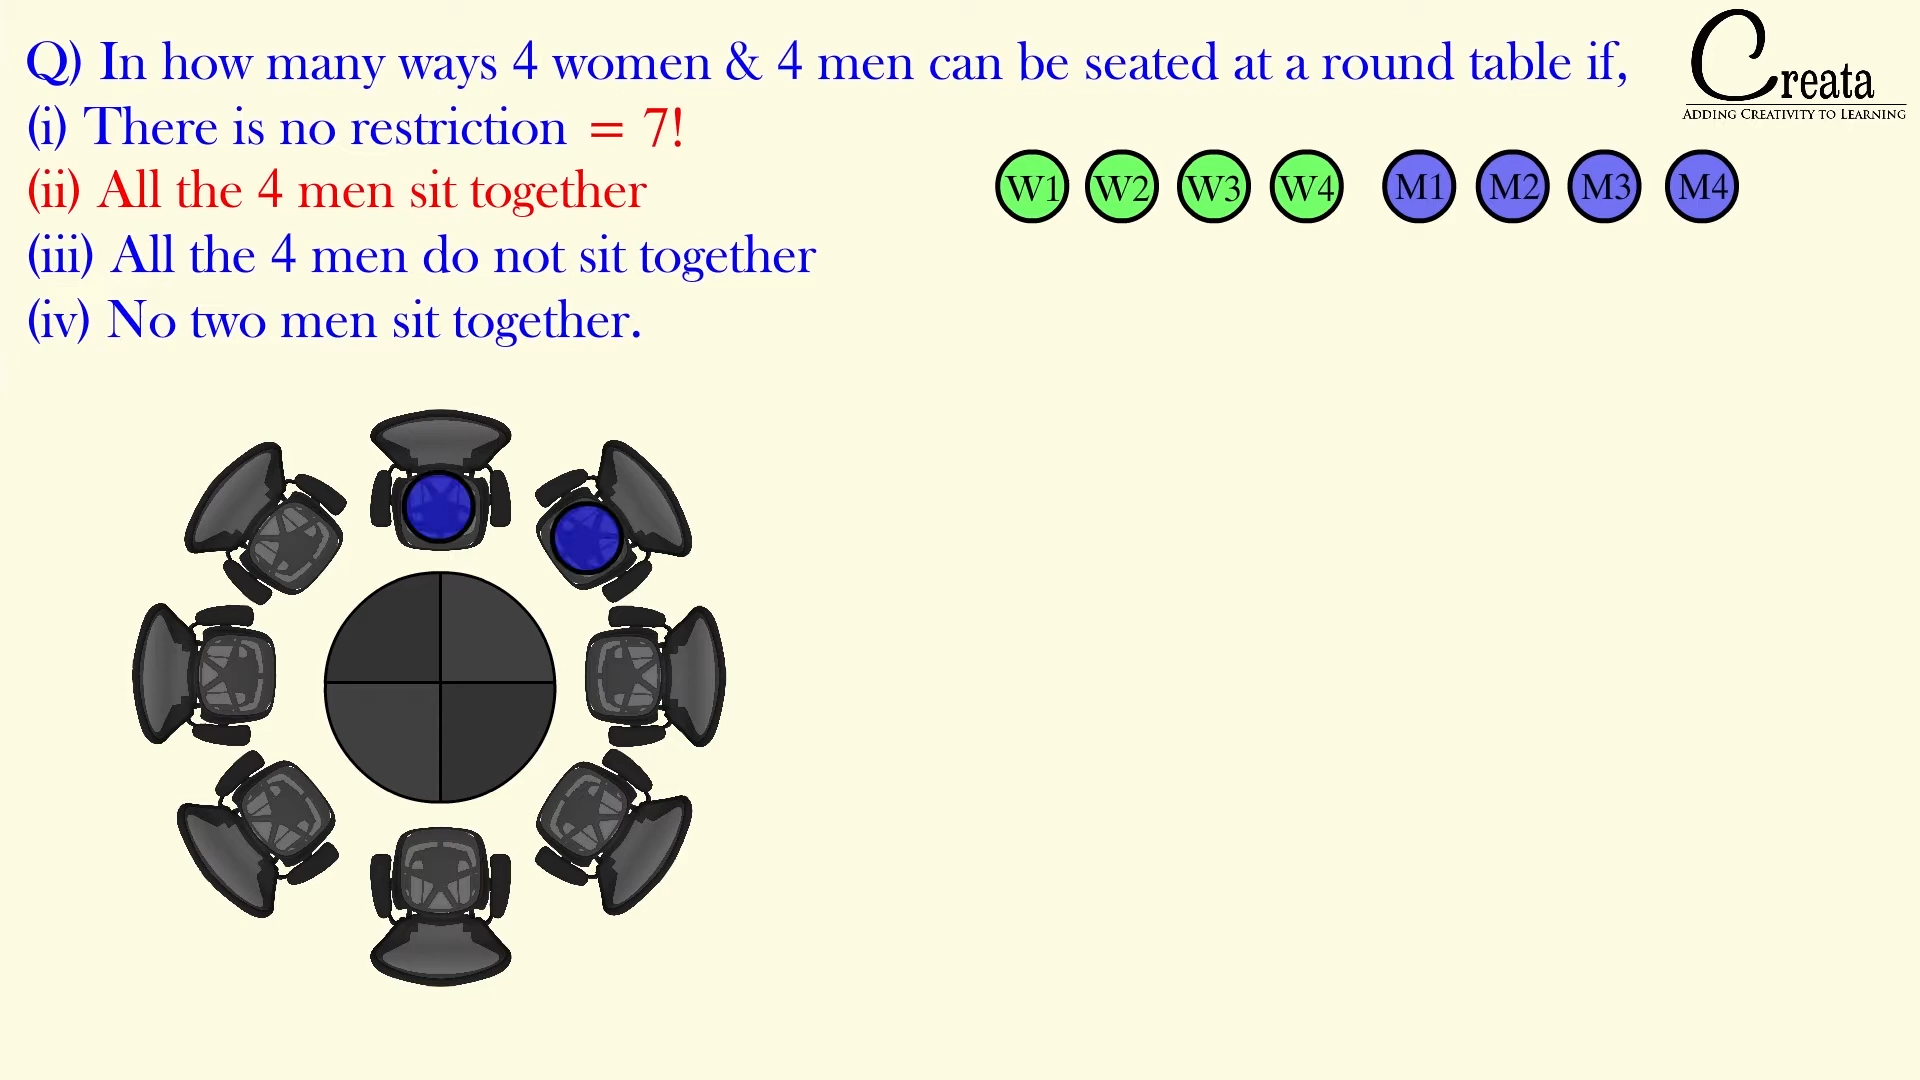 Q) In how many ways 4 women & 4 men can be seated at a round table if,
(i) There is no restriction = 7!
(ii) All the 4 men sit together
(iii) All the 4 men do not sit together
(iv) No two men sit together.
Creata
ADDING CREATIVITY TO LEARNING
W1 W2 W3 W4 M1 M2 M3 M4